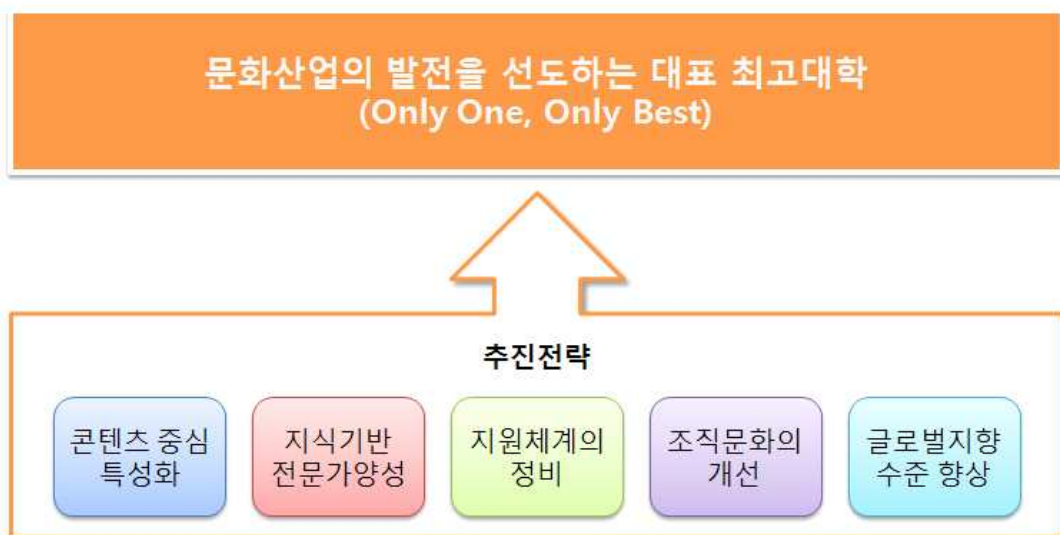 문화산업의 발전을 선도하는 대표 최고대학
(Only One, Only Best)
추진전략
콘텐츠 중심
특성화
지식기반
전문가양성
지원체계의
정비
조직문화의
개선
글로벌지향
수준 향상